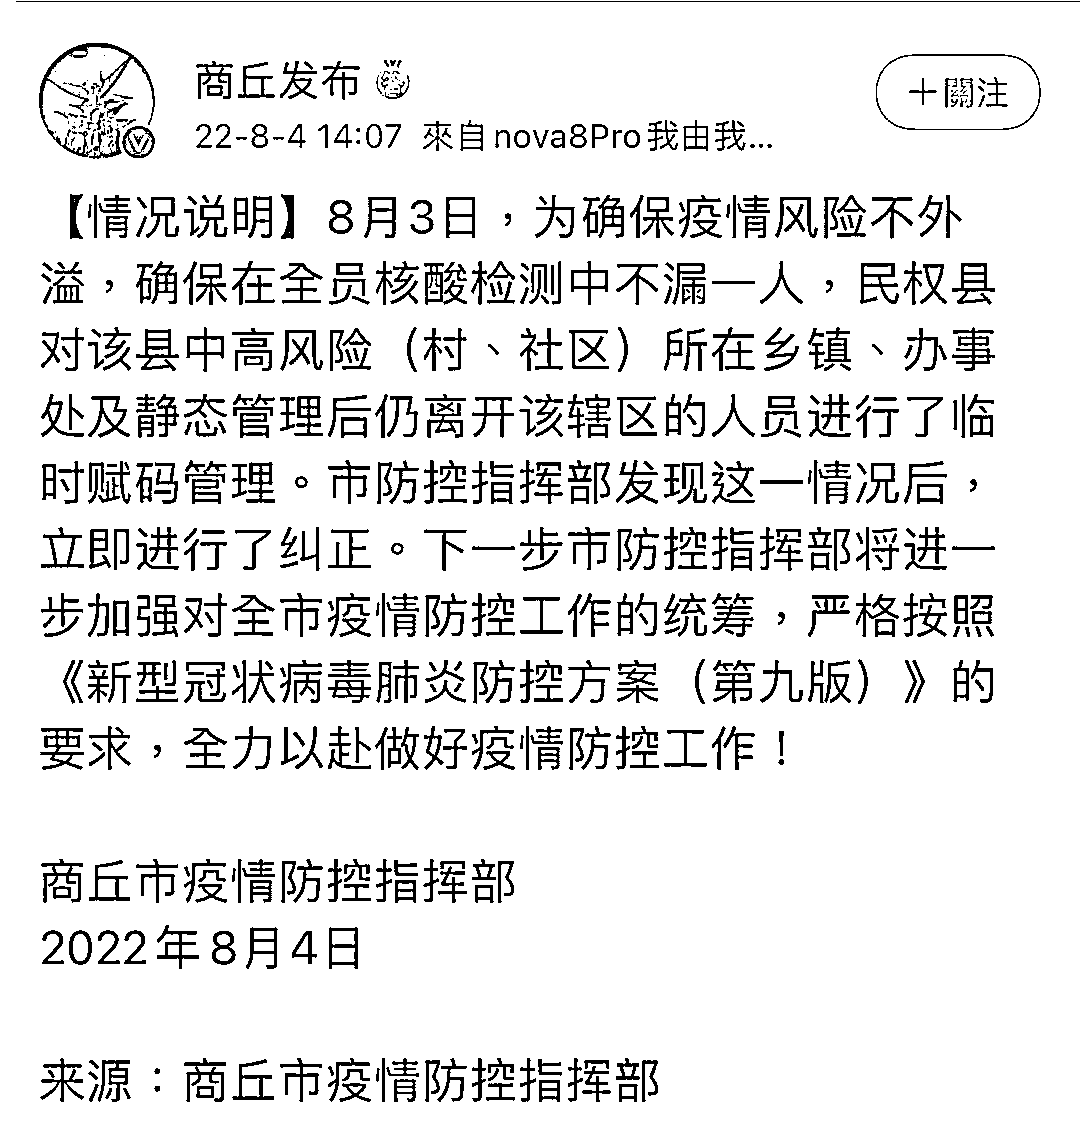 商丘发布
+關注
22-8-4 14:07 來自nova8Pro我由我...
【情况说明】8月3日，为确保疫情风险不外
溢，确保在全员核酸检测中不漏一人，民权县
对该县中高风险（村、社区）所在乡镇、办事
处及静态管理后仍离开该辖区的人员进行了临
时赋码管理。市防控指挥部发现这一情况后，
立即进行了纠正。下一步市防控指挥部将进一
步加强对全市疫情防控工作的统筹，严格按照
《新型冠状病毒肺炎防控方案（第九版）》的
要求，全力以赴做好疫情防控工作！
商丘市疫情防控指挥部
2022年8月4日
来源：商丘市疫情防控指挥部